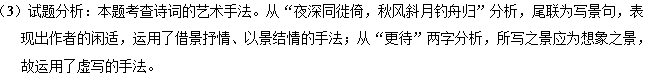 （3）试题分析：本题考查诗词的艺术手法。从“夜深同徙倚，秋风斜月钓舟归”分析，尾联为写景句，表
现出作者的闲适，运用了借景抒情、以景结情的手法；从“更待”两字分析，所写之景应为想象之景，
故运用了虚写的手法。